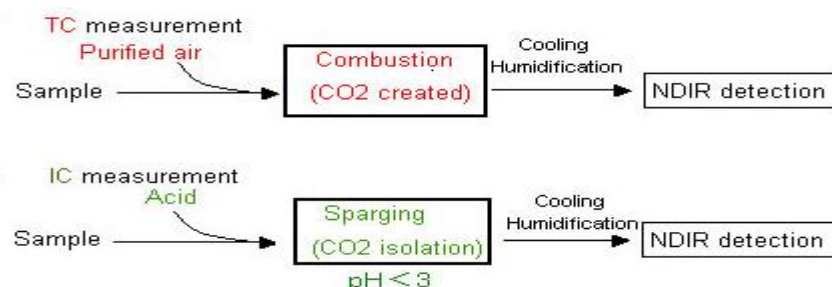 TC measurement
Purified air
Sample
Combustion
(CO2 created)
Cooling
Humidification
NDIR detection
IC measurement
Acid
Sample
Sparging
(CO2 isolation)
pH < 3
Cooling
Humidification
NDIR detection